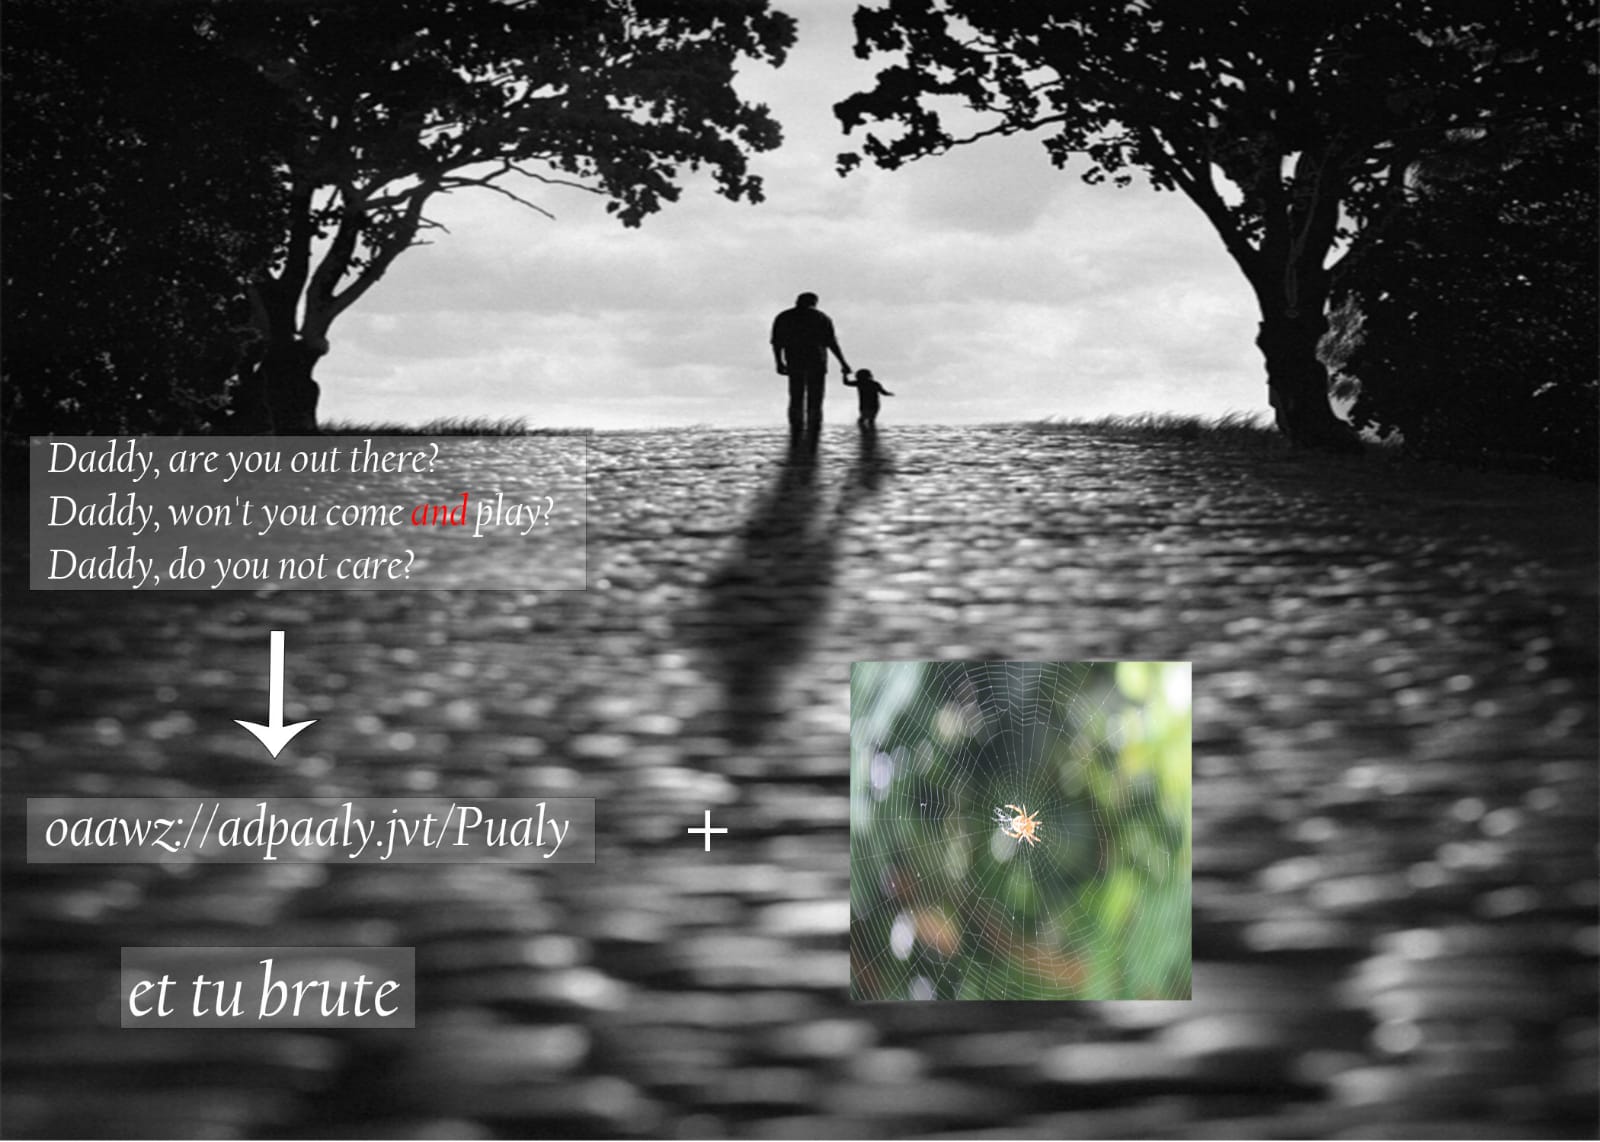 Daddy, are you out there?
Daddy, won't you come and play?
Daddy, do you not care?
oaawz://adpaaly.jvt/Pualy
+
et tu brute